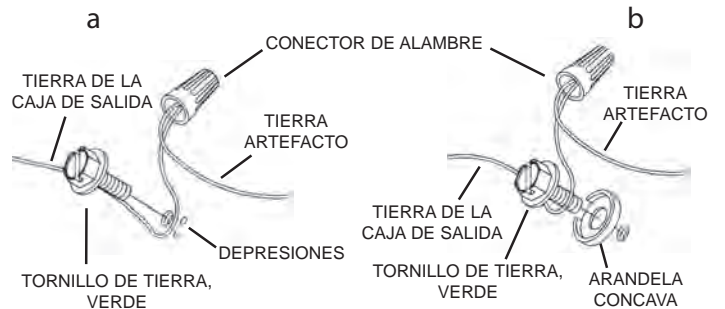 a
b
CONECTOR DE ALAMBRE
TIERRA DE LA
CAJA DE SALIDA
TIERRA
ARTEFACTO
DEPRESIONES
TORNILLO DE TIERRA,
VERDE
TIERRA
ARTEFACTO
TIERRA DE LA
CAJA DE SALIDA
TORNILLO DE TIERRA,
VERDE
ARANDELA
CONCAVA